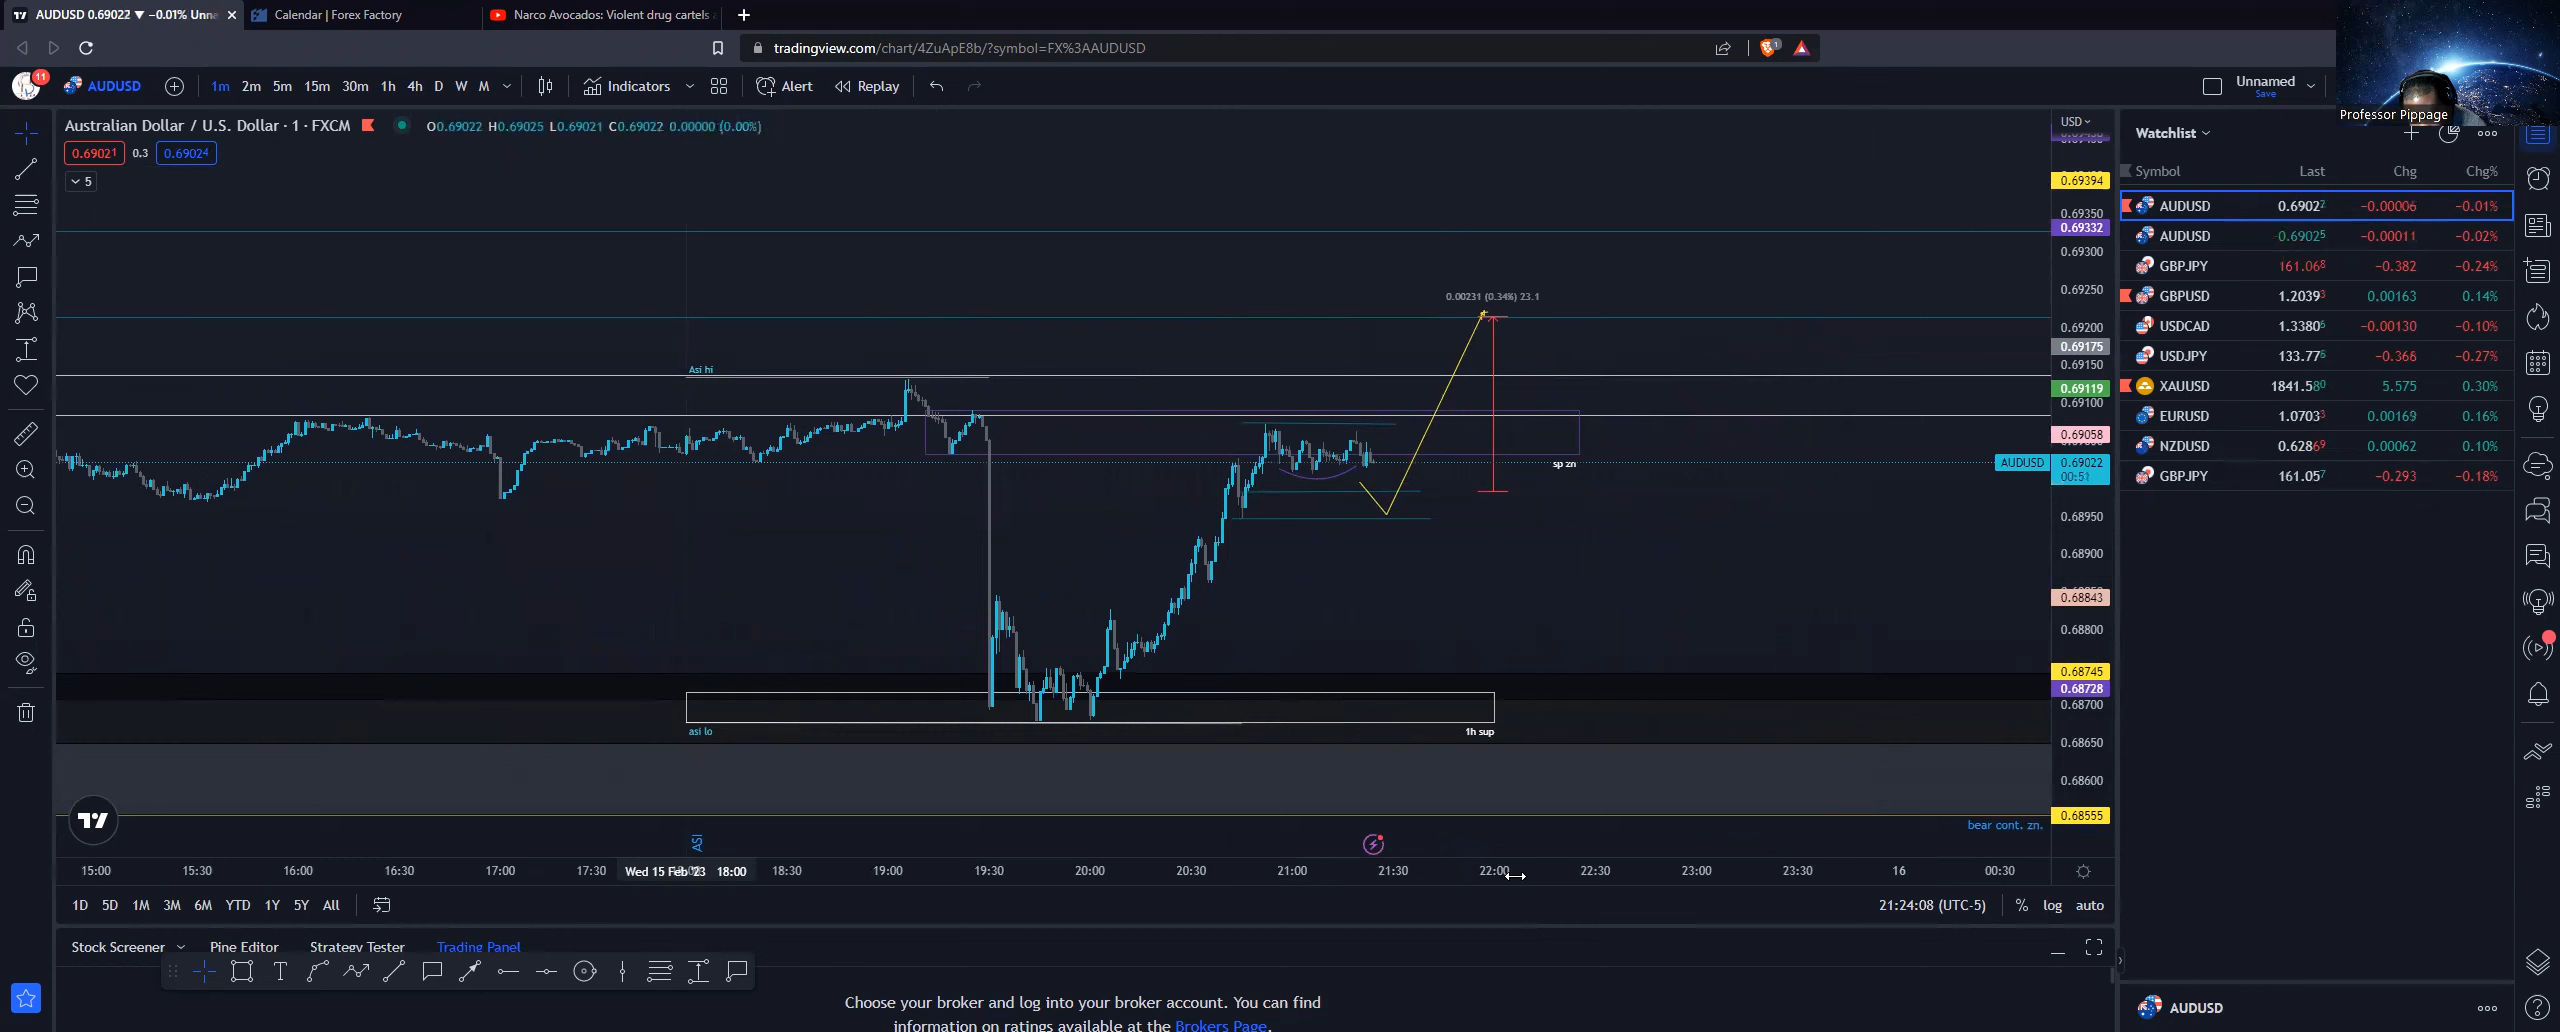 AUDUSD 0.69022 ▼ −0.01% Unna
Calendar | Forex Factory
Narco Avocados: Violent drug cartels
tradingview.com/chart/4ZuApE8b/?symbol=FX%3AAUDUSD
11
AUDUSD
1m 2m 5m 15m 30m 1h 4h D W M
Indicators
Alert
Replay
Unnamed
Save
Professor Pippage
Australian Dollar / U.S. Dollar · 1 · FXCM
O0.69022 H0.69025 L0.69021 C0.69022 0.00000 (0.00%)
0.69021 0.3 0.69024
5
USD
0.69394
0.69350
0.69332
0.69300
0.69250
0.69200
0.69175
0.69150
0.69119
0.69100
0.69058
AUDUSD 0.69022
00:51
0.68950
0.68900
0.68843
0.68800
0.68745
0.68728
0.68700
0.68650
0.68600
0.68555
0.00231 (0.34%) 23.1
Asi hi
sp zn
asi lo
1h sup
bear cont. zn.
ASI
15:00 15:30 16:00 16:30 17:00 17:30 Wed 15 Feb '23 18:00 18:30 19:00 19:30 20:00 20:30 21:00 21:30 22:00 22:30 23:00 23:30 16 00:30
1D 5D 1M 3M 6M YTD 1Y 5Y All
21:24:08 (UTC-5) % log auto
Stock Screener Pine Editor Strategy Tester Trading Panel
Choose your broker and log into your broker account. You can find
information on ratings available at the Brokers Page.
Watchlist
Symbol Last Chg Chg%
AUDUSD 0.69022 −0.00006 −0.01%
AUDUSD 0.69025 −0.00011 −0.02%
GBPJPY 161.068 −0.382 −0.24%
GBPUSD 1.20393 0.00163 0.14%
USDCAD 1.33806 −0.00130 −0.10%
USDJPY 133.775 −0.366 −0.27%
XAUUSD 1841.580 5.575 0.30%
EURUSD 1.07033 0.00169 0.16%
NZDUSD 0.62869 0.00062 0.10%
GBPJPY 161.057 −0.293 −0.18%
AUDUSD